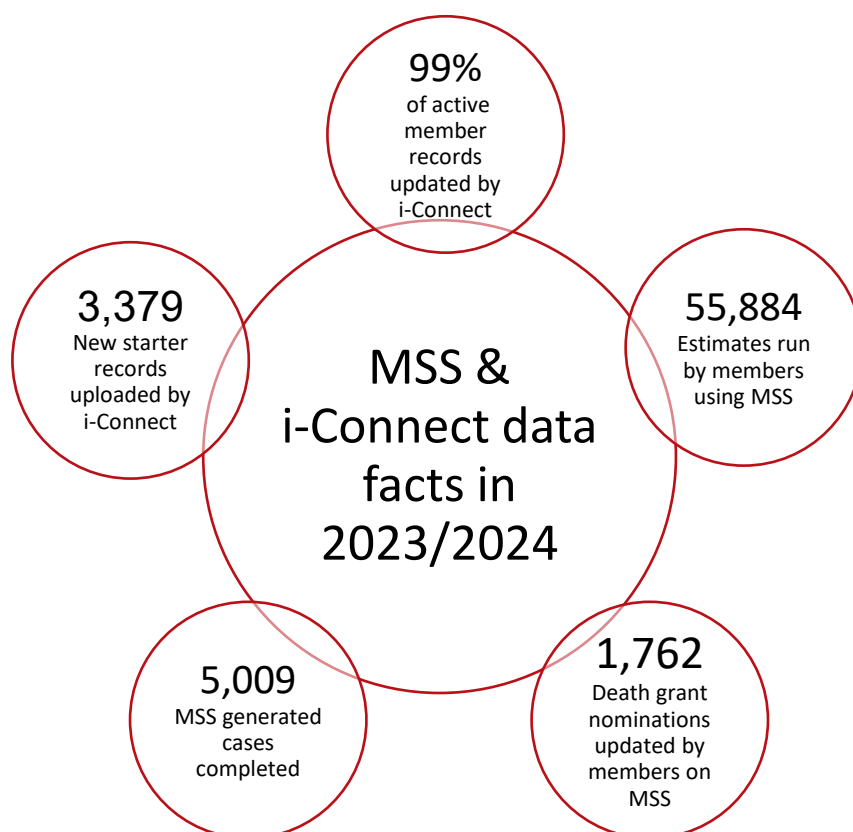 99%
of active
member
records
updated by
i-Connect
3,379
New starter
records
uploaded by
i-Connect
55,884
Estimates run
by members
using MSS
MSS &
i-Connect data
facts in
2023/2024
5,009
MSS generated
cases
completed
1,762
Death grant
nominations
updated by
members on
MSS